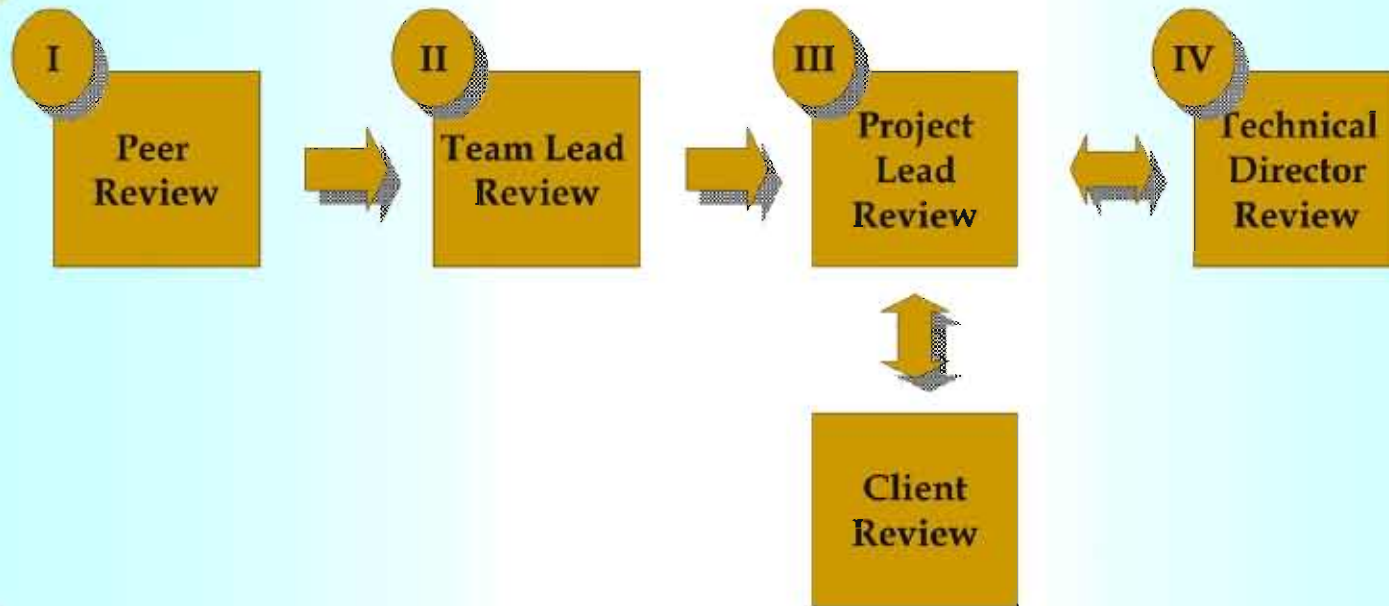 I
Peer
Review
II
Team Lead
Review
III
Project
Lead
Review
IV
Technical
Director
Review
Client
Review